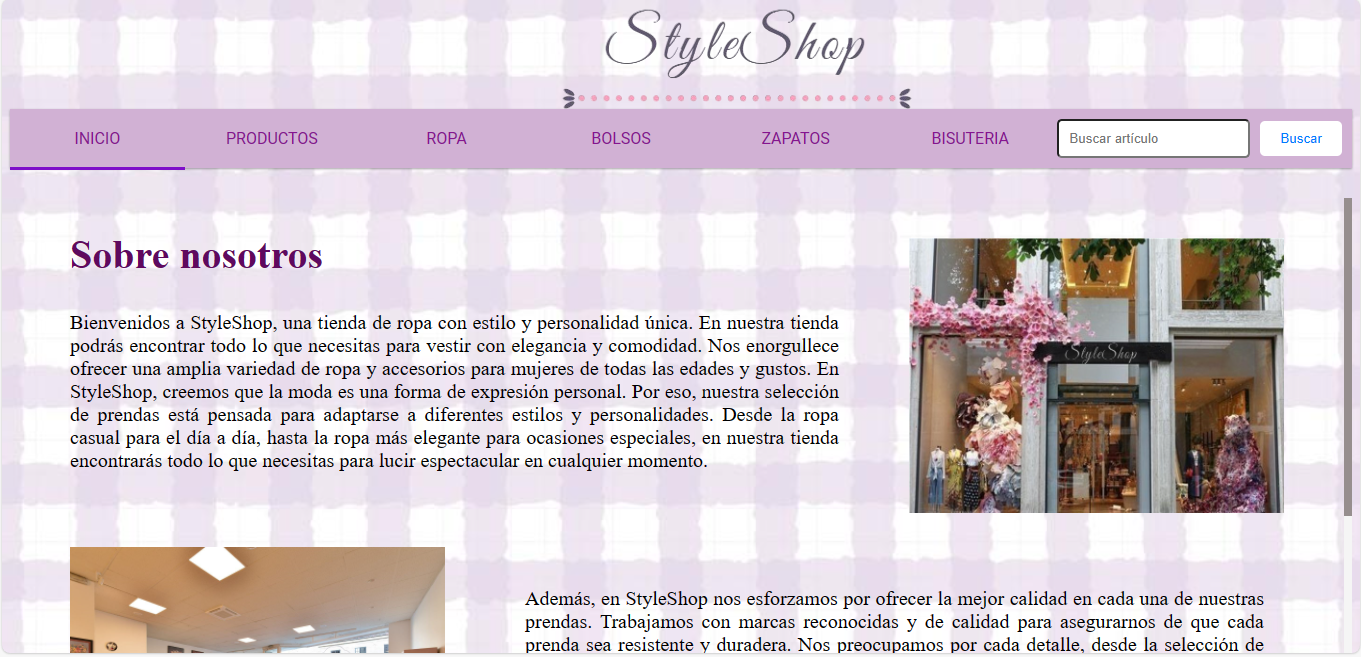 StyleShop
INICIO PRODUCTOS ROPA BOLSOS ZAPATOS BISUTERIA Buscar artículo Buscar
Sobre nosotros
Bienvenidos a StyleShop, una tienda de ropa con estilo y personalidad única. En nuestra tienda
podrás encontrar todo lo que necesitas para vestir con elegancia y comodidad. Nos enorgullece
ofrecer una amplia variedad de ropa y accesorios para mujeres de todas las edades y gustos. En
StyleShop, creemos que la moda es una forma de expresión personal. Por eso, nuestra selección
de prendas está pensada para adaptarse a diferentes estilos y personalidades. Desde la ropa
casual para el día a día, hasta la ropa más elegante para ocasiones especiales, en nuestra tienda
encontrarás todo lo que necesitas para lucir espectacular en cualquier momento.
StyleShop
Además, en StyleShop nos esforzamos por ofrecer la mejor calidad en cada una de nuestras
prendas. Trabajamos con marcas reconocidas y de calidad para asegurarnos de que cada
prenda sea resistente y duradera. Nos preocupamos por cada detalle, desde la selección de